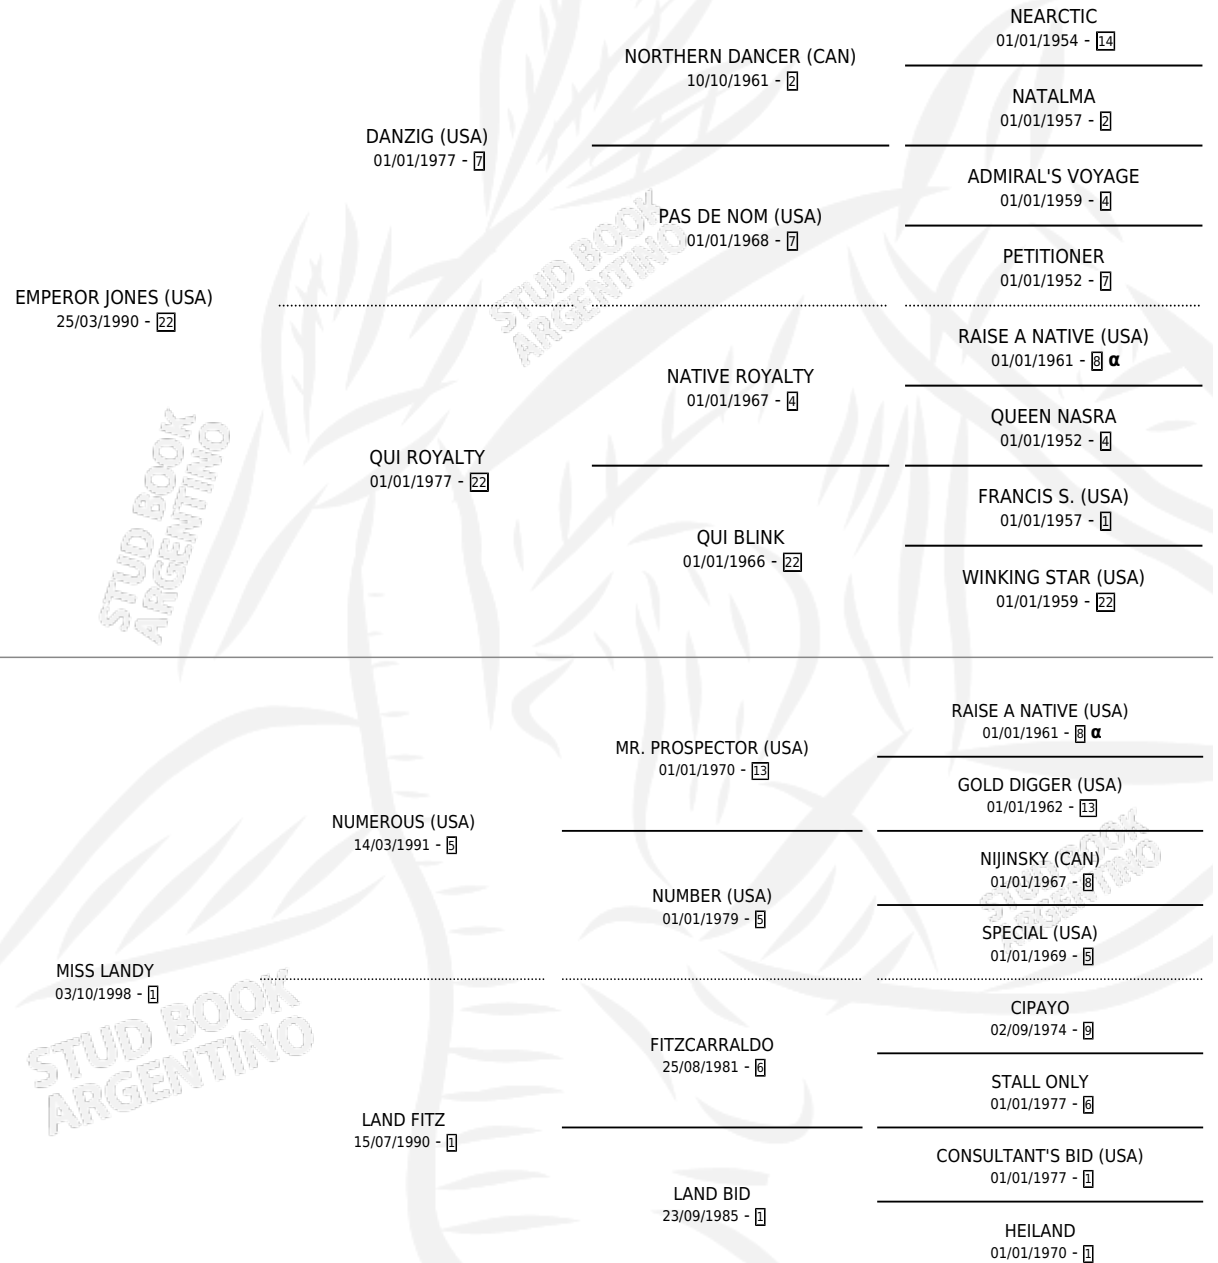 NEARCTIC
01/01/1954 - 14
NORTHERN DANCER (CAN)
10/10/1961 - 2
NATALMA
01/01/1957 - 2
DANZIG (USA)
01/01/1977 - 7
ADMIRAL'S VOYAGE
01/01/1959 - 4
PAS DE NOM (USA)
01/01/1968 - 7
PETITIONER
01/01/1952 - 7
EMPEROR JONES (USA)
25/03/1990 - 22
RAISE A NATIVE (USA)
01/01/1961 - 8 α
NATIVE ROYALTY
01/01/1967 - 4
QUEEN NASRA
01/01/1952 - 4
QUI ROYALTY
01/01/1977 - 22
FRANCIS S. (USA)
01/01/1957 - 1
QUI BLINK
01/01/1966 - 22
WINKING STAR (USA)
01/01/1959 - 22
RAISE A NATIVE (USA)
01/01/1961 - 8 α
MR. PROSPECTOR (USA)
01/01/1970 - 13
GOLD DIGGER (USA)
01/01/1962 - 13
NUMEROUS (USA)
14/03/1991 - 5
NIJINSKY (CAN)
01/01/1967 - 8
NUMBER (USA)
01/01/1979 - 5
SPECIAL (USA)
01/01/1969 - 5
MISS LANDY
03/10/1998 - 1
CIPAYO
02/09/1974 - 9
FITZCARRALDO
25/08/1981 - 6
STALL ONLY
01/01/1977 - 6
LAND FITZ
15/07/1990 - 1
CONSULTANT'S BID (USA)
01/01/1977 - 1
LAND BID
23/09/1985 - 1
HEILAND
01/01/1970 - 1
STUD BOOK
ARGENTINO
STUD BOOK
ARGENTINO
STUD BOOK
ARGENTINO
STUD BOOK
ARGENTINO